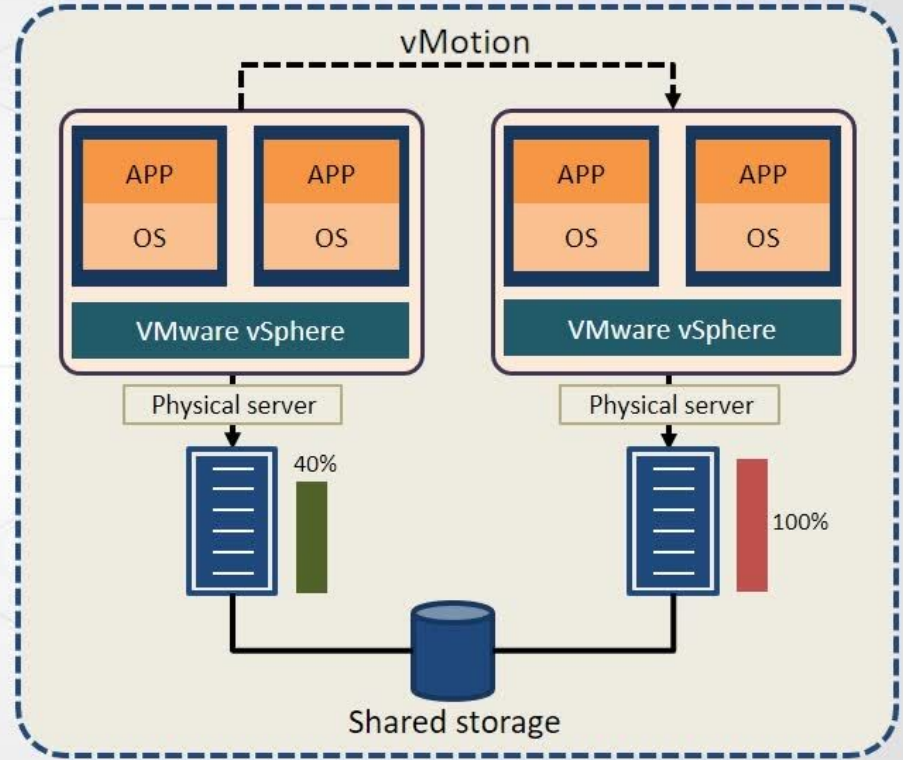 vMotion
APP
APP
OS
OS
VMware vSphere
APP
APP
OS
OS
VMware vSphere
Physical server
Physical server
40%
100%
Shared storage